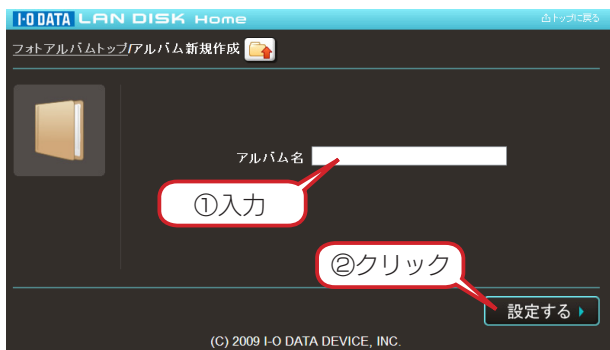 I-O DATA LAN DISK Home
トップに戻る
フォトアルバムトップ/アルバム新規作成
アルバム名
①入力
②クリック
設定する
(C) 2009 I-O DATA DEVICE, INC.